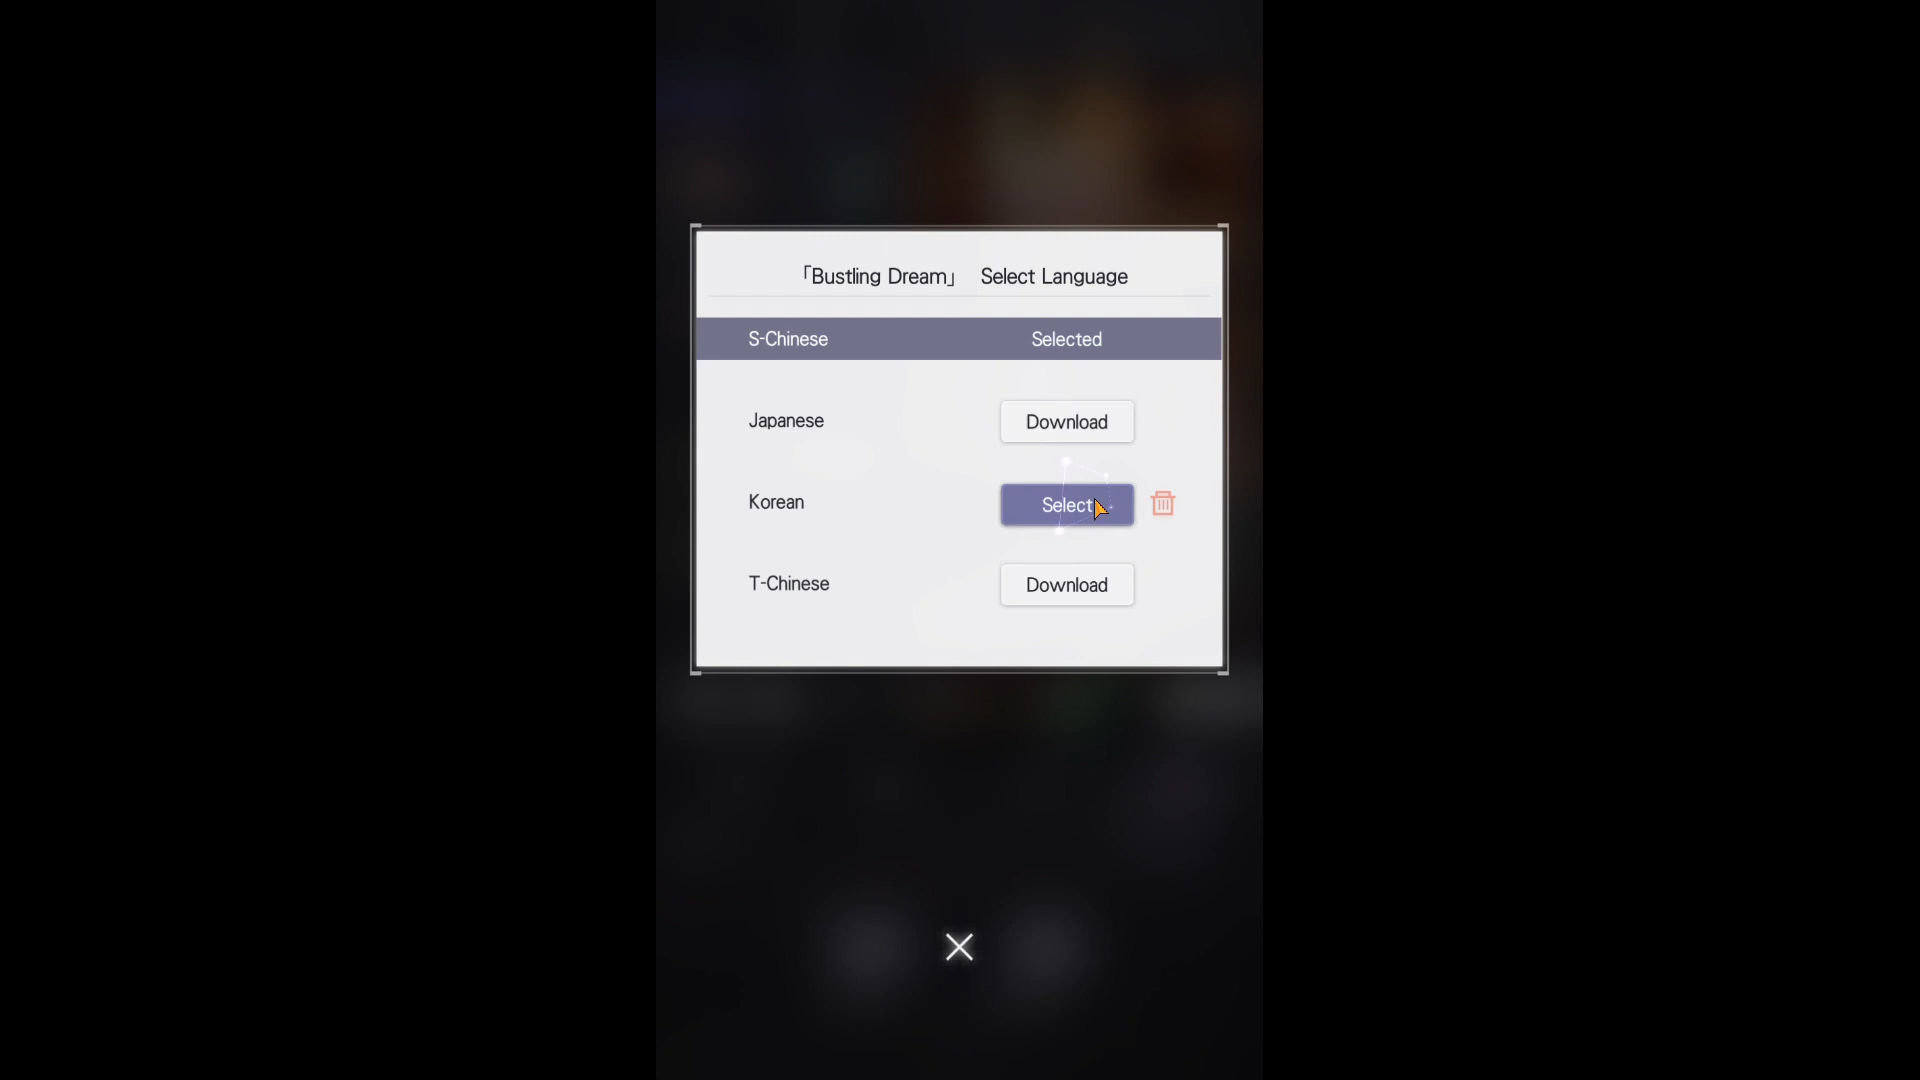 「Bustling Dream」 Select Language
S-Chinese Selected
Japanese Download
Korean Select
T-Chinese Download